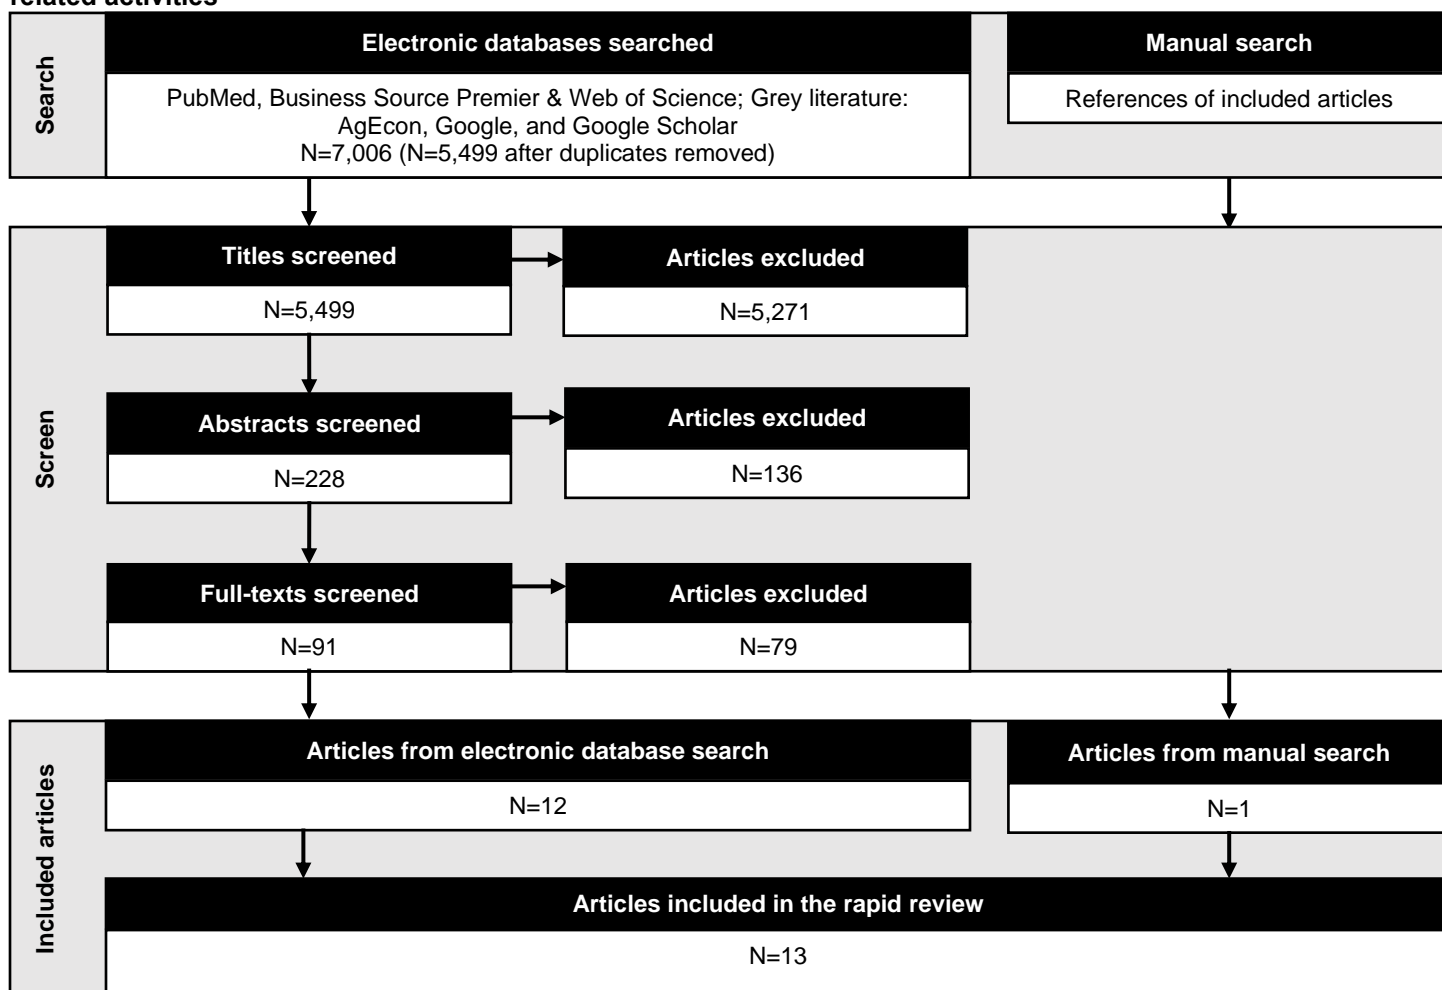 related activities
Search
Electronic databases searched
PubMed, Business Source Premier & Web of Science; Grey literature:
AgEcon, Google, and Google Scholar
N=7,006 (N=5,499 after duplicates removed)
Manual search
References of included articles
Screen
Titles screened
N=5,499
Articles excluded
N=5,271
Abstracts screened
N=228
Articles excluded
N=136
Full-texts screened
N=91
Articles excluded
N=79
Included articles
Articles from electronic database search
N=12
Articles from manual search
N=1
Articles included in the rapid review
N=13